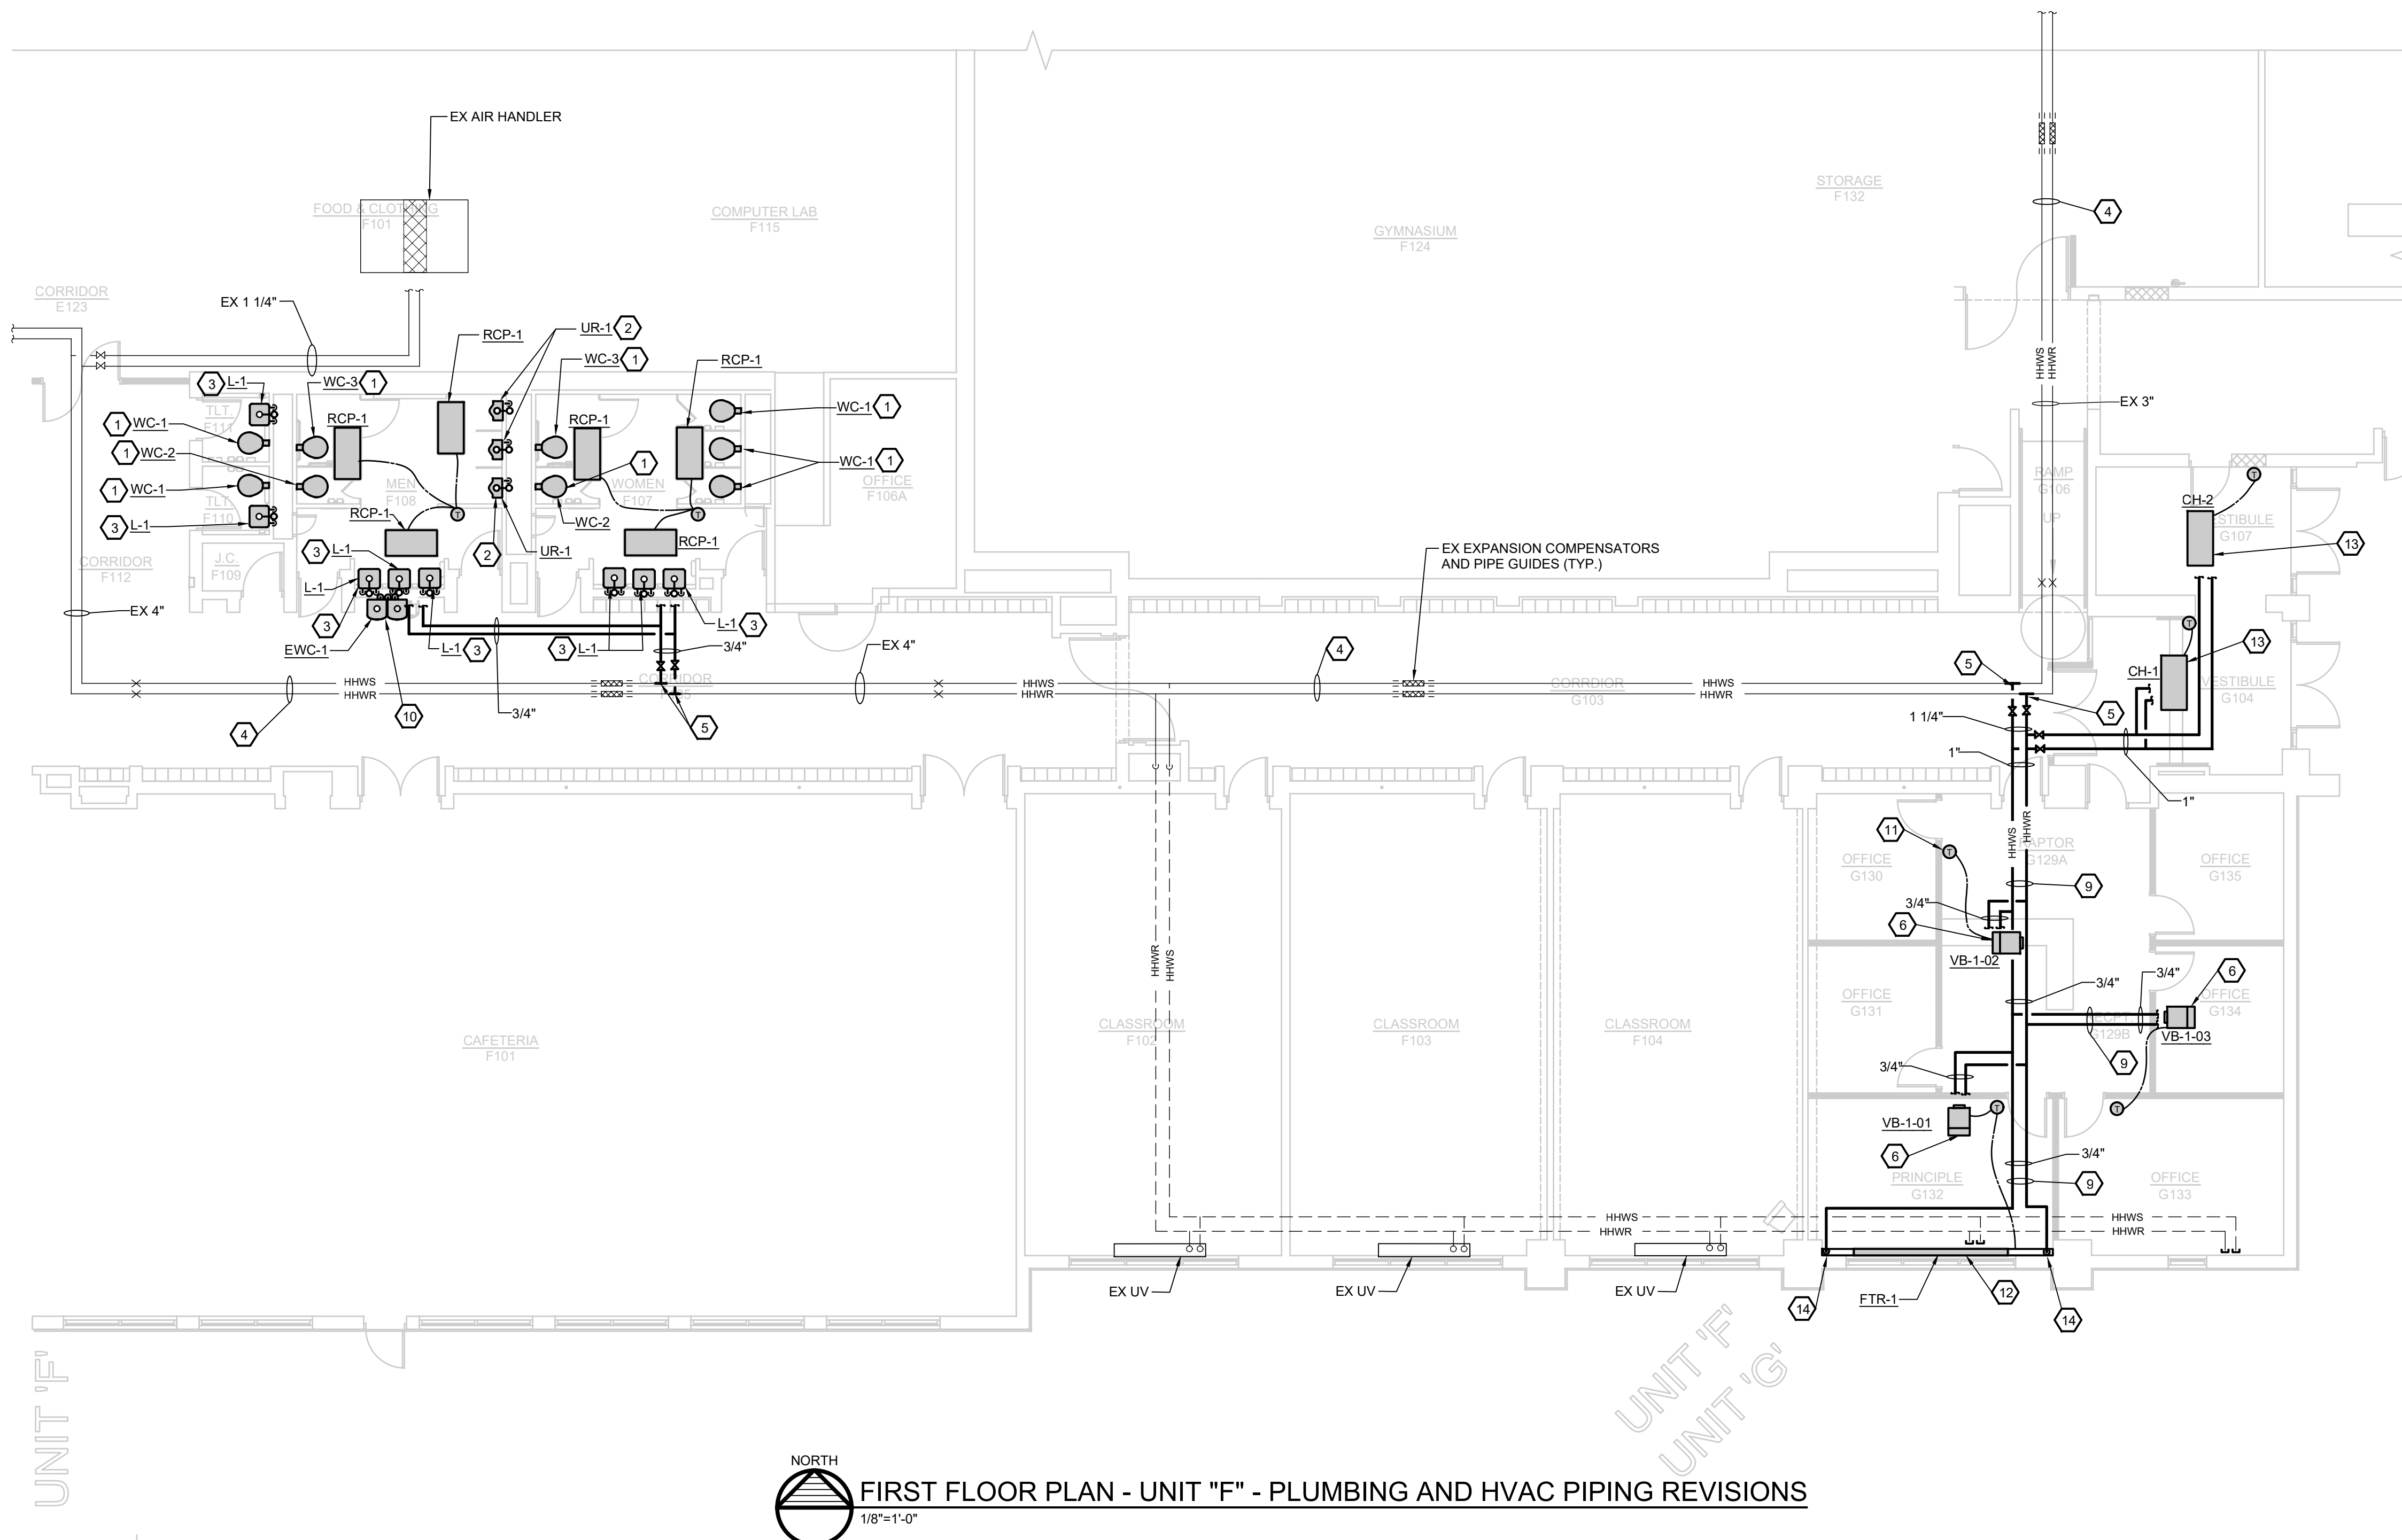 EX AIR HANDLER
FOOD & CLOTHING
F101
COMPUTER LAB
F115
GYMNASIUM
F124
STORAGE
F132
4
CORRIDOR
E123
EX 1 1/4"
RCP-1
UR-1 2
WC-3 1
RCP-1
HHWS
HHWR
EX 3"
3 L-1
WC-3 1
TLT.
F111
RCP-1
RCP-1
WC-1 1
1 WC-1
1 WC-2
1
WC-1 1
1 WC-1
MEN
F108
WOMEN
F107
OFFICE
F106A
RAMP
G106
UP
TLT.
F110
3 L-1
RCP-1
WC-2
T
T
T
CH-2
VESTIBULE
G107
13
CORRIDOR
F112
J.C.
F109
3 L-1
2
UR-1
RCP-1
EX EXPANSION COMPENSATORS
AND PIPE GUIDES (TYP.)
L-1
3
EX 4"
3
EWC-1
L-1 3
3 L-1
L-1 3
3/4"
EX 4"
4
5
T
13
CH-1
VESTIBULE
G104
HHWS
HHWR
CORRIDOR
HHWS
HHWR
CORRDIOR
G103
HHWS
HHWR
4
10
3/4"
5
5
1 1/4"
1"
1"
HHWS
HHWR
11
T
OFFICE
G130
RAPTOR
G129A
OFFICE
G135
9
3/4"
6
VB-1-02
HHWR
HHWS
3/4"
3/4"
6
OFFICE
G131
OFFICE
G134
G129B
VB-1-03
9
CAFETERIA
F101
CLASSROOM
F102
CLASSROOM
F103
CLASSROOM
F104
3/4"
VB-1-01
T
T
6
3/4"
PRINCIPLE
G132
9
OFFICE
G133
HHWS
HHWR
HHWS
HHWR
EX UV
EX UV
EX UV
14
FTR-1
12
14
UNIT 'F'
UNIT 'F'
UNIT 'G'
NORTH
FIRST FLOOR PLAN - UNIT "F" - PLUMBING AND HVAC PIPING REVISIONS
1/8"=1'-0"